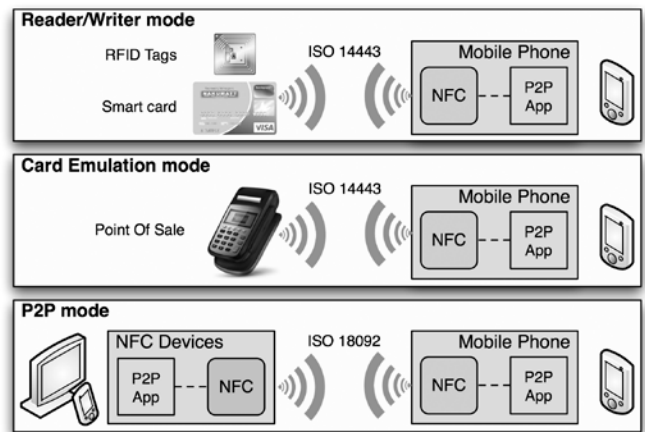 Reader/Writer mode
RFID Tags
ISO 14443
Mobile Phone
Smart card
VISA
NFC
P2P
App
Card Emulation mode
ISO 14443
Mobile Phone
Point Of Sale
NFC
P2P
App
P2P mode
NFC Devices
ISO 18092
Mobile Phone
P2P
App
NFC
NFC
P2P
App